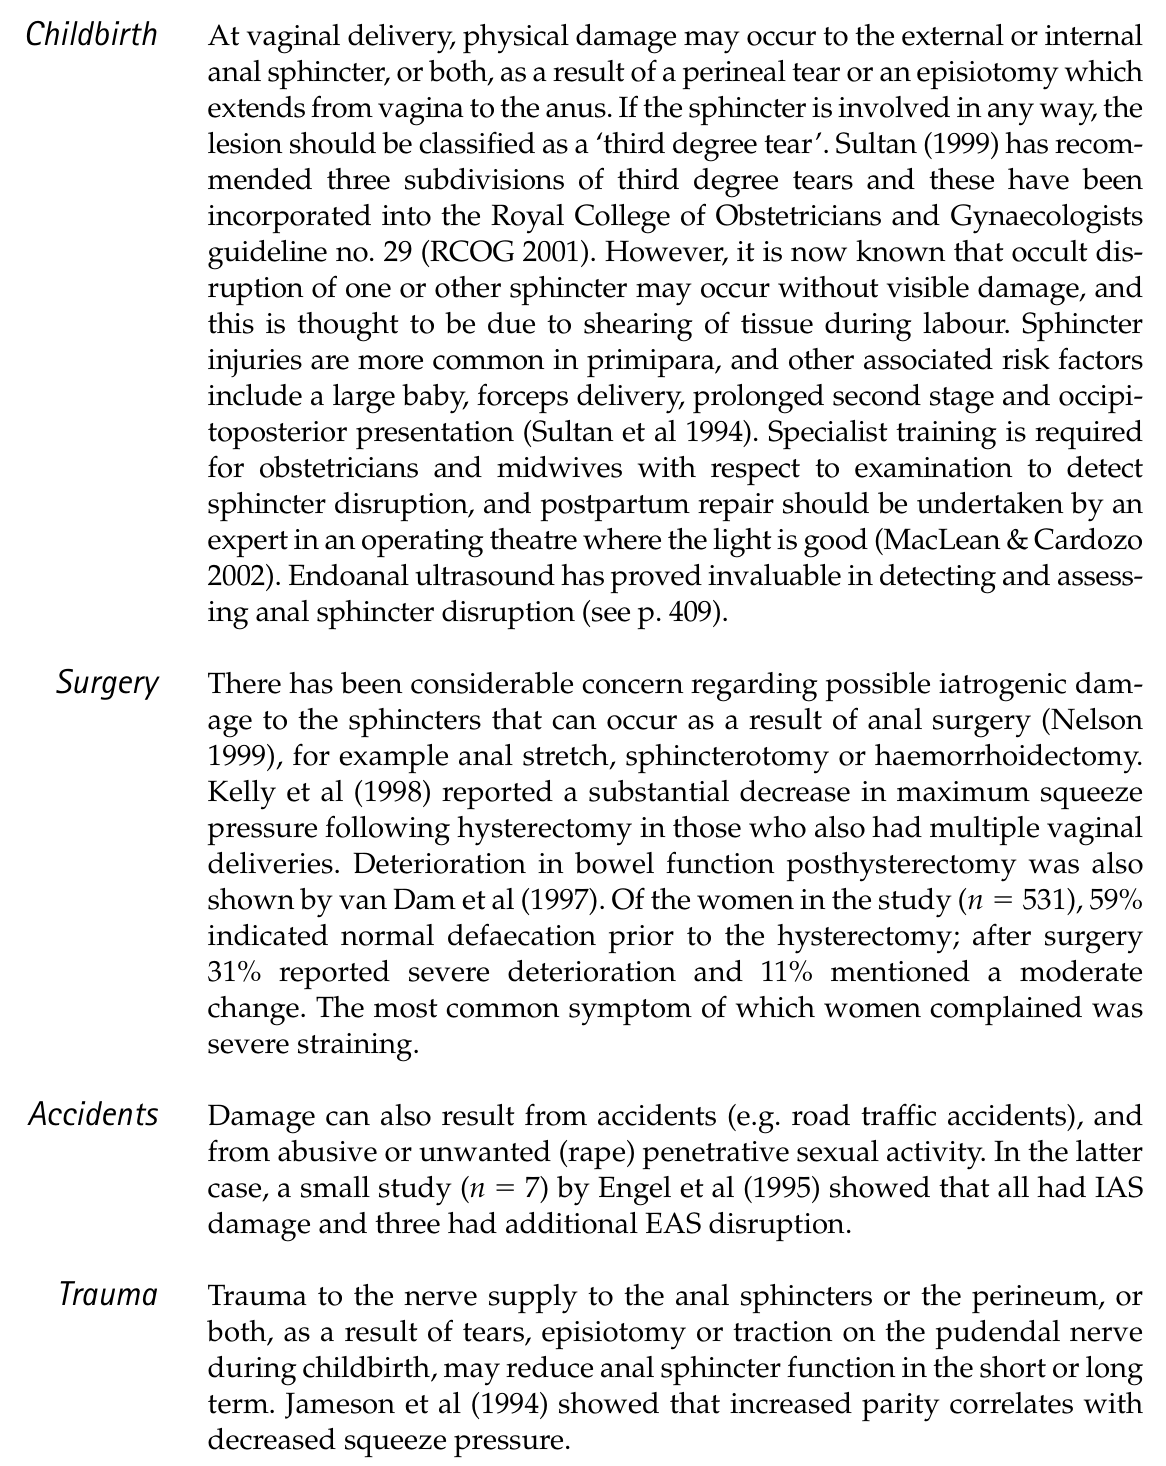 Childbirth
At vaginal delivery, physical damage may occur to the external or internal
anal sphincter, or both, as a result of a perineal tear or an episiotomy which
extends from vagina to the anus. If the sphincter is involved in any way, the
lesion should be classified as a ‘third degree tear’. Sultan (1999) has recom-
mended three subdivisions of third degree tears and these have been
incorporated into the Royal College of Obstetricians and Gynaecologists
guideline no. 29 (RCOG 2001). However, it is now known that occult dis-
ruption of one or other sphincter may occur without visible damage, and
this is thought to be due to shearing of tissue during labour. Sphincter
injuries are more common in primipara, and other associated risk factors
include a large baby, forceps delivery, prolonged second stage and occipi-
toposterior presentation (Sultan et al 1994). Specialist training is required
for obstetricians and midwives with respect to examination to detect
sphincter disruption, and postpartum repair should be undertaken by an
expert in an operating theatre where the light is good (MacLean & Cardozo
2002). Endoanal ultrasound has proved invaluable in detecting and assess-
ing anal sphincter disruption (see p. 409).
Surgery
There has been considerable concern regarding possible iatrogenic dam-
age to the sphincters that can occur as a result of anal surgery (Nelson
1999), for example anal stretch, sphincterotomy or haemorrhoidectomy.
Kelly et al (1998) reported a substantial decrease in maximum squeeze
pressure following hysterectomy in those who also had multiple vaginal
deliveries. Deterioration in bowel function posthysterectomy was also
shown by van Dam et al (1997). Of the women in the study (n = 531), 59%
indicated normal defaecation prior to the hysterectomy; after surgery
31% reported severe deterioration and 11% mentioned a moderate
change. The most common symptom of which women complained was
severe straining.
Accidents
Damage can also result from accidents (e.g. road traffic accidents), and
from abusive or unwanted (rape) penetrative sexual activity. In the latter
case, a small study (n = 7) by Engel et al (1995) showed that all had IAS
damage and three had additional EAS disruption.
Trauma
Trauma to the nerve supply to the anal sphincters or the perineum, or
both, as a result of tears, episiotomy or traction on the pudendal nerve
during childbirth, may reduce anal sphincter function in the short or long
term. Jameson et al (1994) showed that increased parity correlates with
decreased squeeze pressure.